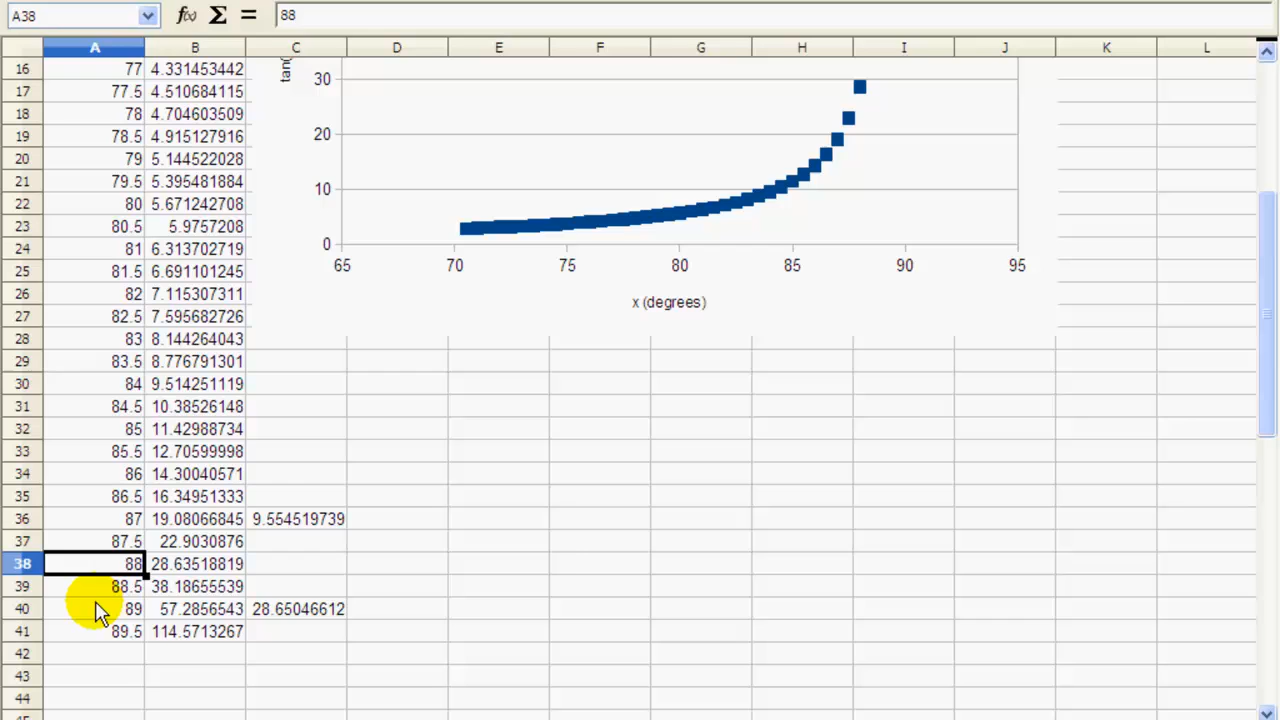 A38 f(x) Σ = 88
A B C D E F G H I J K L
16 77 4.331453442 tan( 30
17 77.5 4.510684115
18 78 4.704603509
19 78.5 4.915127916 20
20 79 5.144522028
21 79.5 5.395481884 10
22 80 5.671242708
23 80.5 5.9757208
24 81 6.313702719 0
25 81.5 6.691101245 65 70 75 80 85 90 95
26 82 7.115307311 x (degrees)
27 82.5 7.595682726
28 83 8.144264043
29 83.5 8.776791301
30 84 9.514251119
31 84.5 10.38526148
32 85 11.42988734
33 85.5 12.70599998
34 86 14.30040571
35 86.5 16.34951333
36 87 19.08066845 9.554519739
37 87.5 22.9030876
38 88 28.63518819
39 88.5 38.18655539
40 89 57.2856543 28.65046612
41 89.5 114.5713267
42
43
44